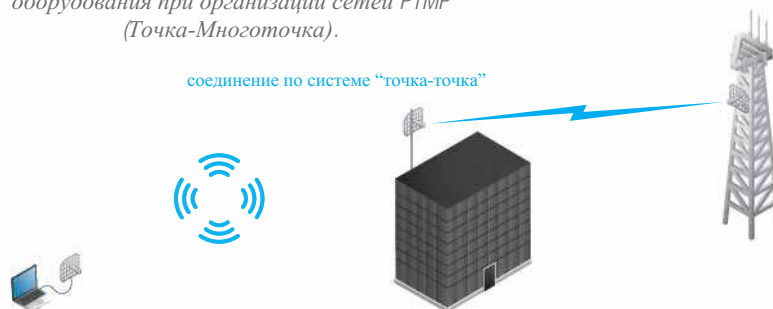 оборудования при организации сетей PTMP
(Точка-Многоточка).
соединение по системе “точка-точка”